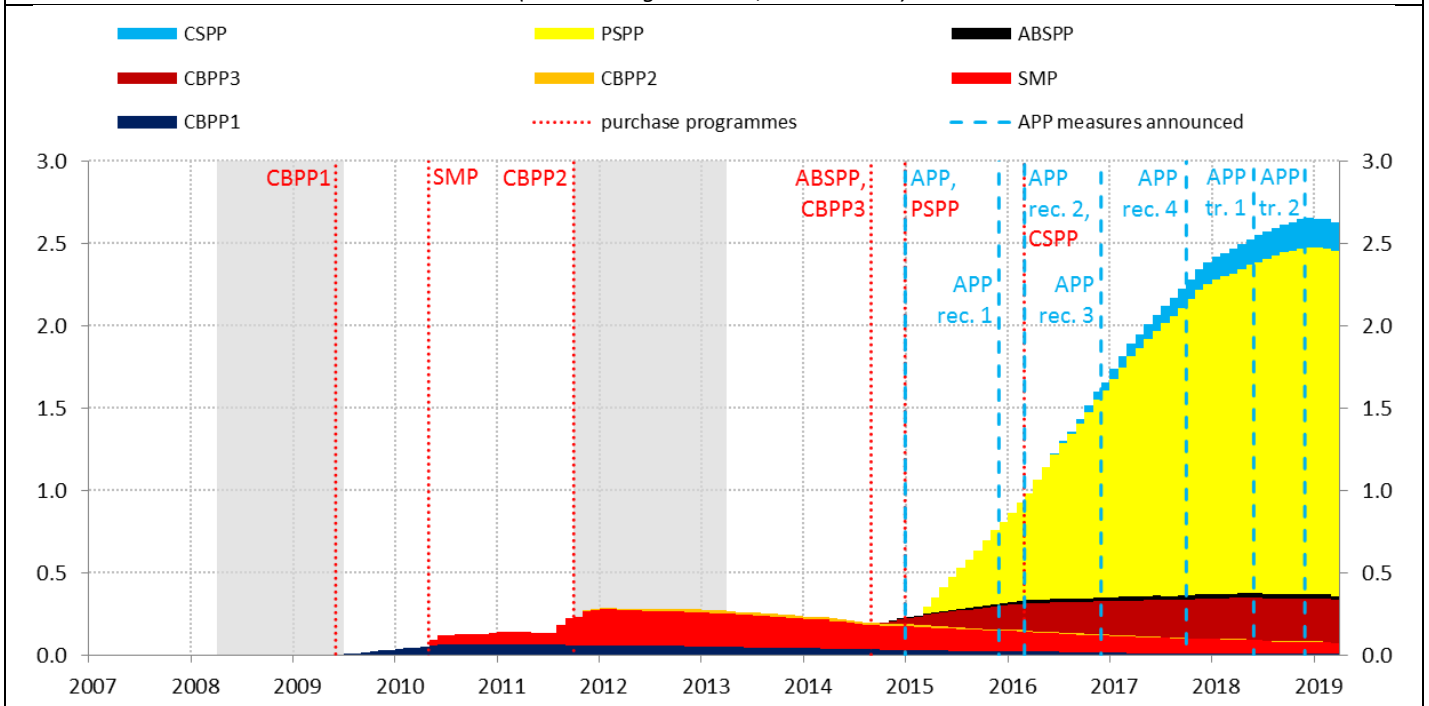 CSPP PSPP ABSPP
CBPP3 CBPP2 SMP
CBPP1 purchase programmes APP measures announced
3.0 3.0
CBPP1 SMP CBPP2 ABSPP, APP, APP APP APP APP
CBPP3 PSPP rec. 2, rec. 4 tr. 1 tr. 2
CSPP
2.5 2.5
APP APP
rec. 1 rec. 3
2.0 2.0
1.5 1.5
1.0 1.0
0.5 0.5
0.0 0.0
2007 2008 2009 2010 2011 2012 2013 2014 2015 2016 2017 2018 2019